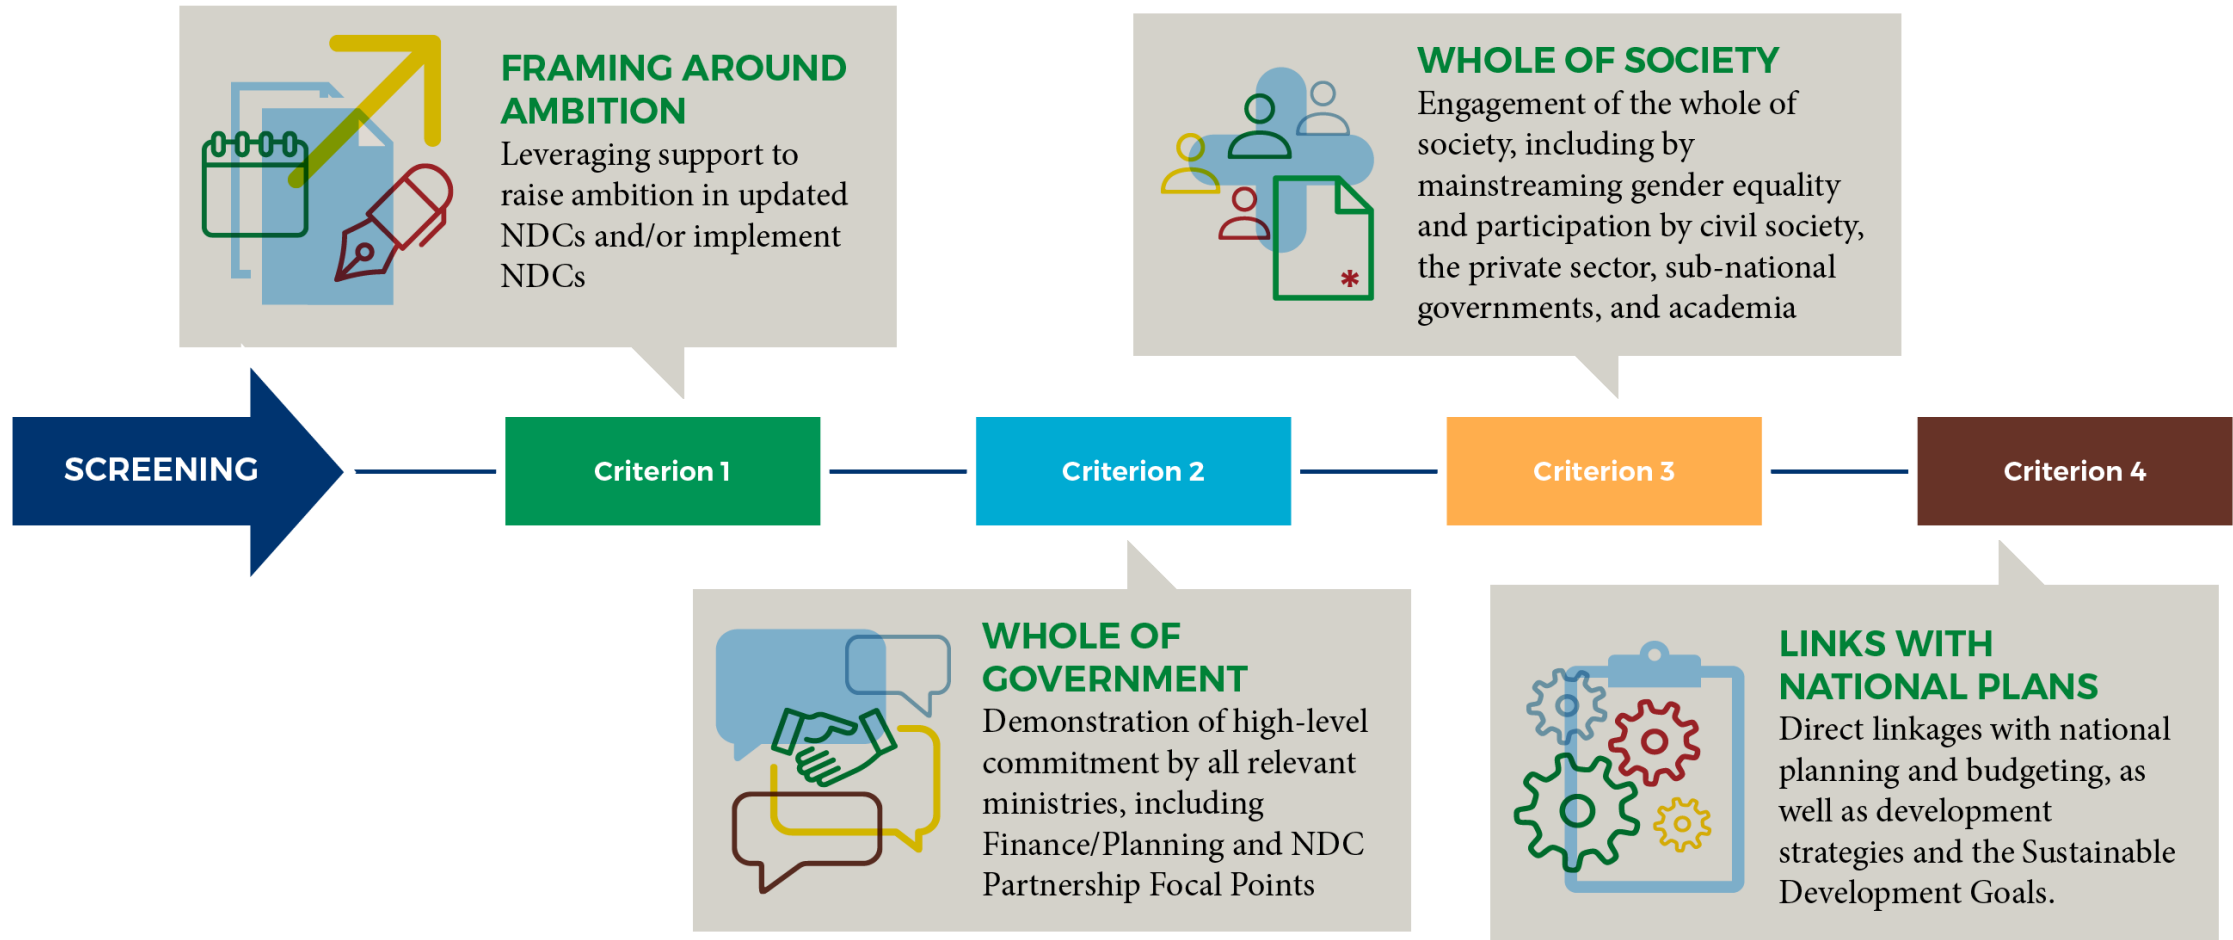 FRAMING AROUND
AMBITION
Leveraging support to
raise ambition in updated
NDCs and/or implement
NDCs
WHOLE OF SOCIETY
Engagement of the whole of
society, including by
mainstreaming gender equality
and participation by civil society,
the private sector, sub-national
governments, and academia
*
SCREENING
Criterion 1
Criterion 2
Criterion 3
Criterion 4
WHOLE OF
GOVERNMENT
Demonstration of high-level
commitment by all relevant
ministries, including
Finance/Planning and NDC
Partnership Focal Points
LINKS WITH
NATIONAL PLANS
Direct linkages with national
planning and budgeting, as
well as development
strategies and the Sustainable
Development Goals.